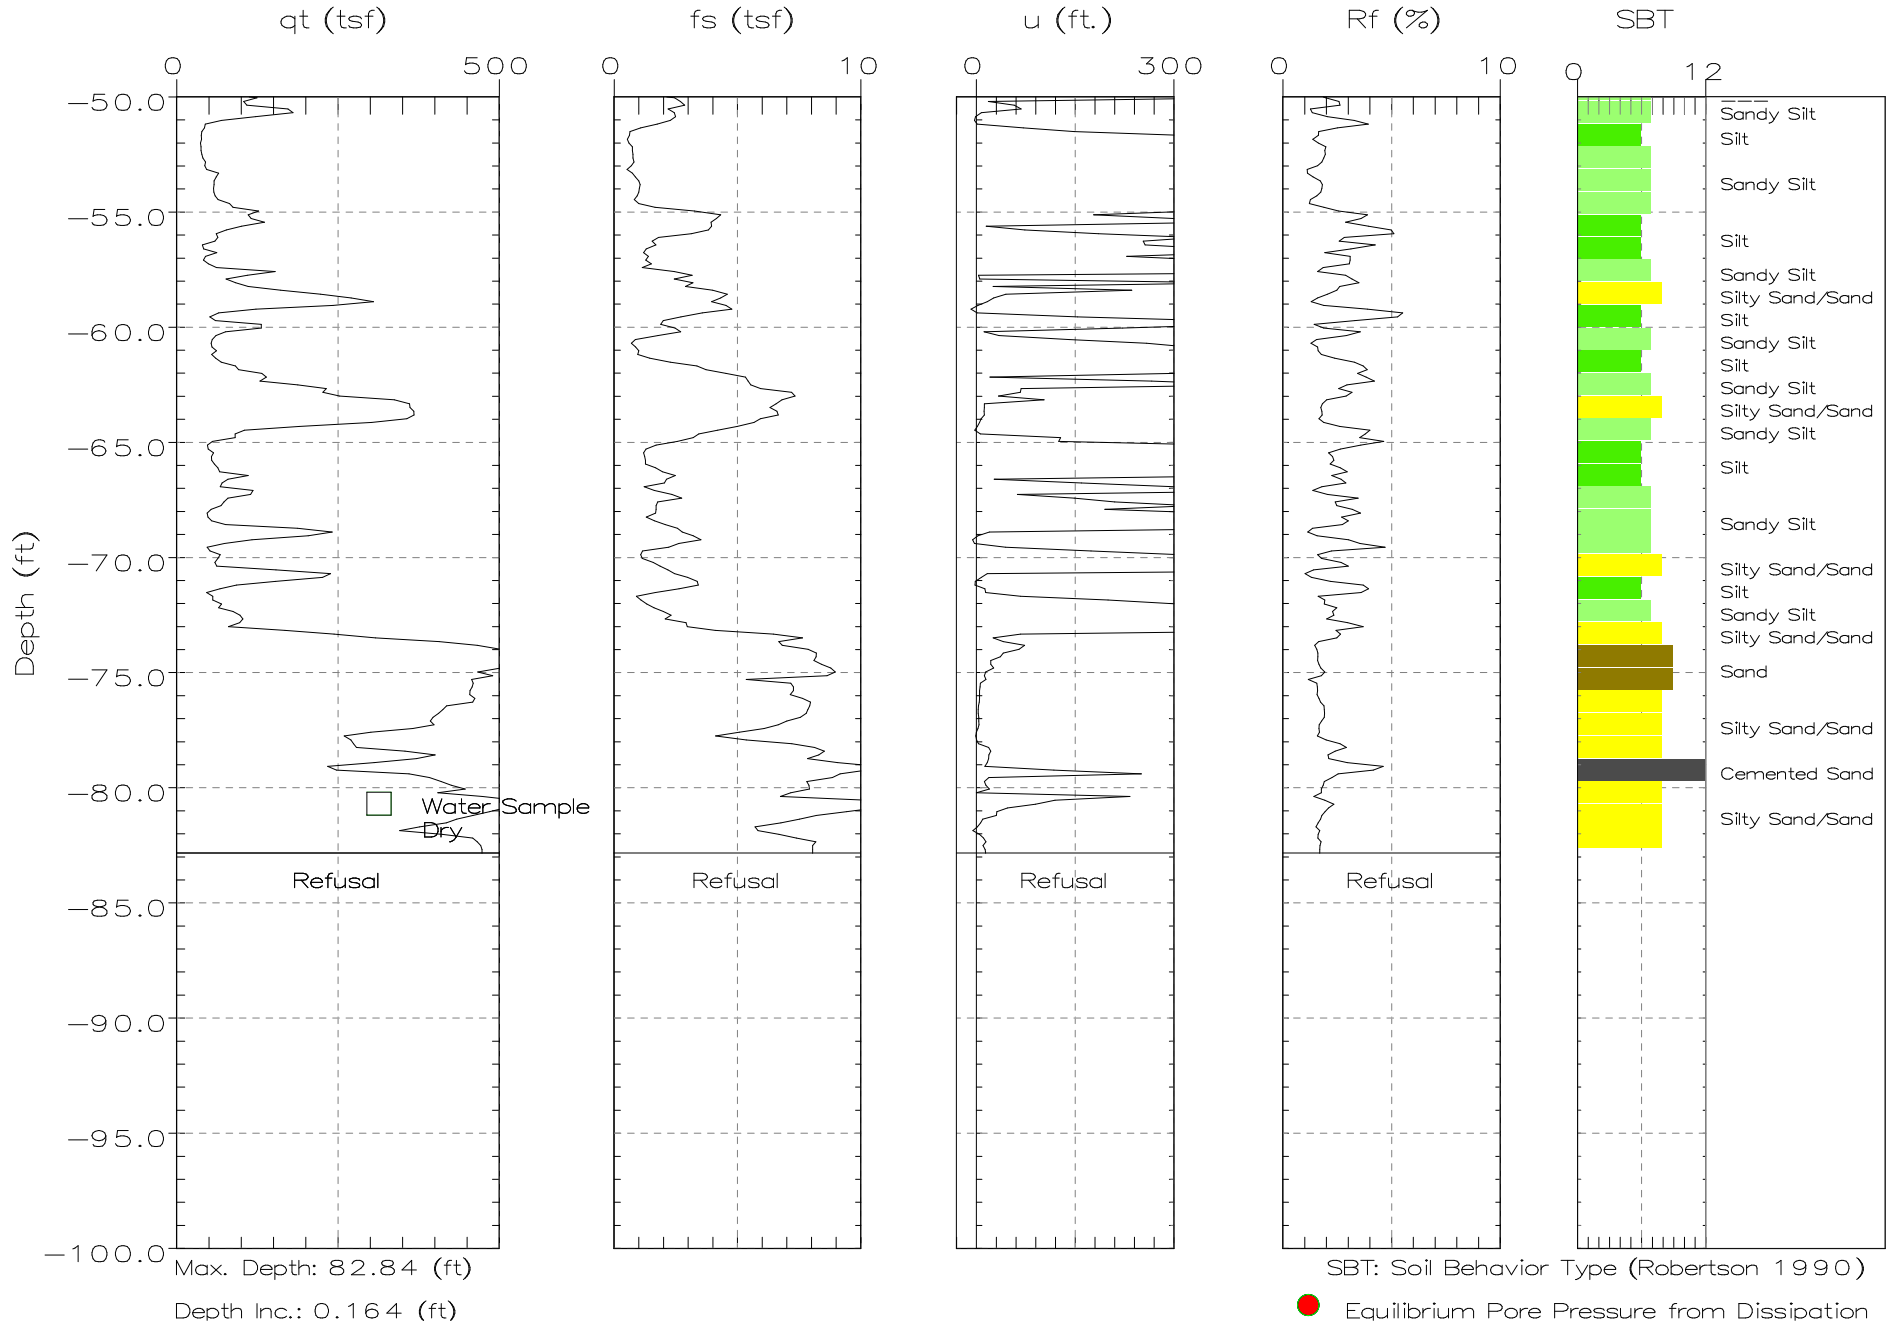 qt (tsf) fs (tsf) u (ft.) Rf (%) SBT
0 500 0 10 0 300 0 10 0 12
Depth (ft)
-50.0
-55.0
-60.0
-65.0
-70.0
-75.0
-80.0
-85.0
-90.0
-95.0
-100.0
Sandy Silt
Silt
Sandy Silt
Silt
Sandy Silt
Silty Sand/Sand
Silt
Sandy Silt
Silt
Sandy Silt
Silty Sand/Sand
Sandy Silt
Silt
Sandy Silt
Silty Sand/Sand
Silt
Sandy Silt
Silty Sand/Sand
Sand
Silty Sand/Sand
Cemented Sand
Silty Sand/Sand
Water Sample
Dry
Refusal Refusal Refusal Refusal
Max. Depth: 82.84 (ft)
Depth Inc.: 0.164 (ft)
SBT: Soil Behavior Type (Robertson 1990)
Equilibrium Pore Pressure from Dissipation